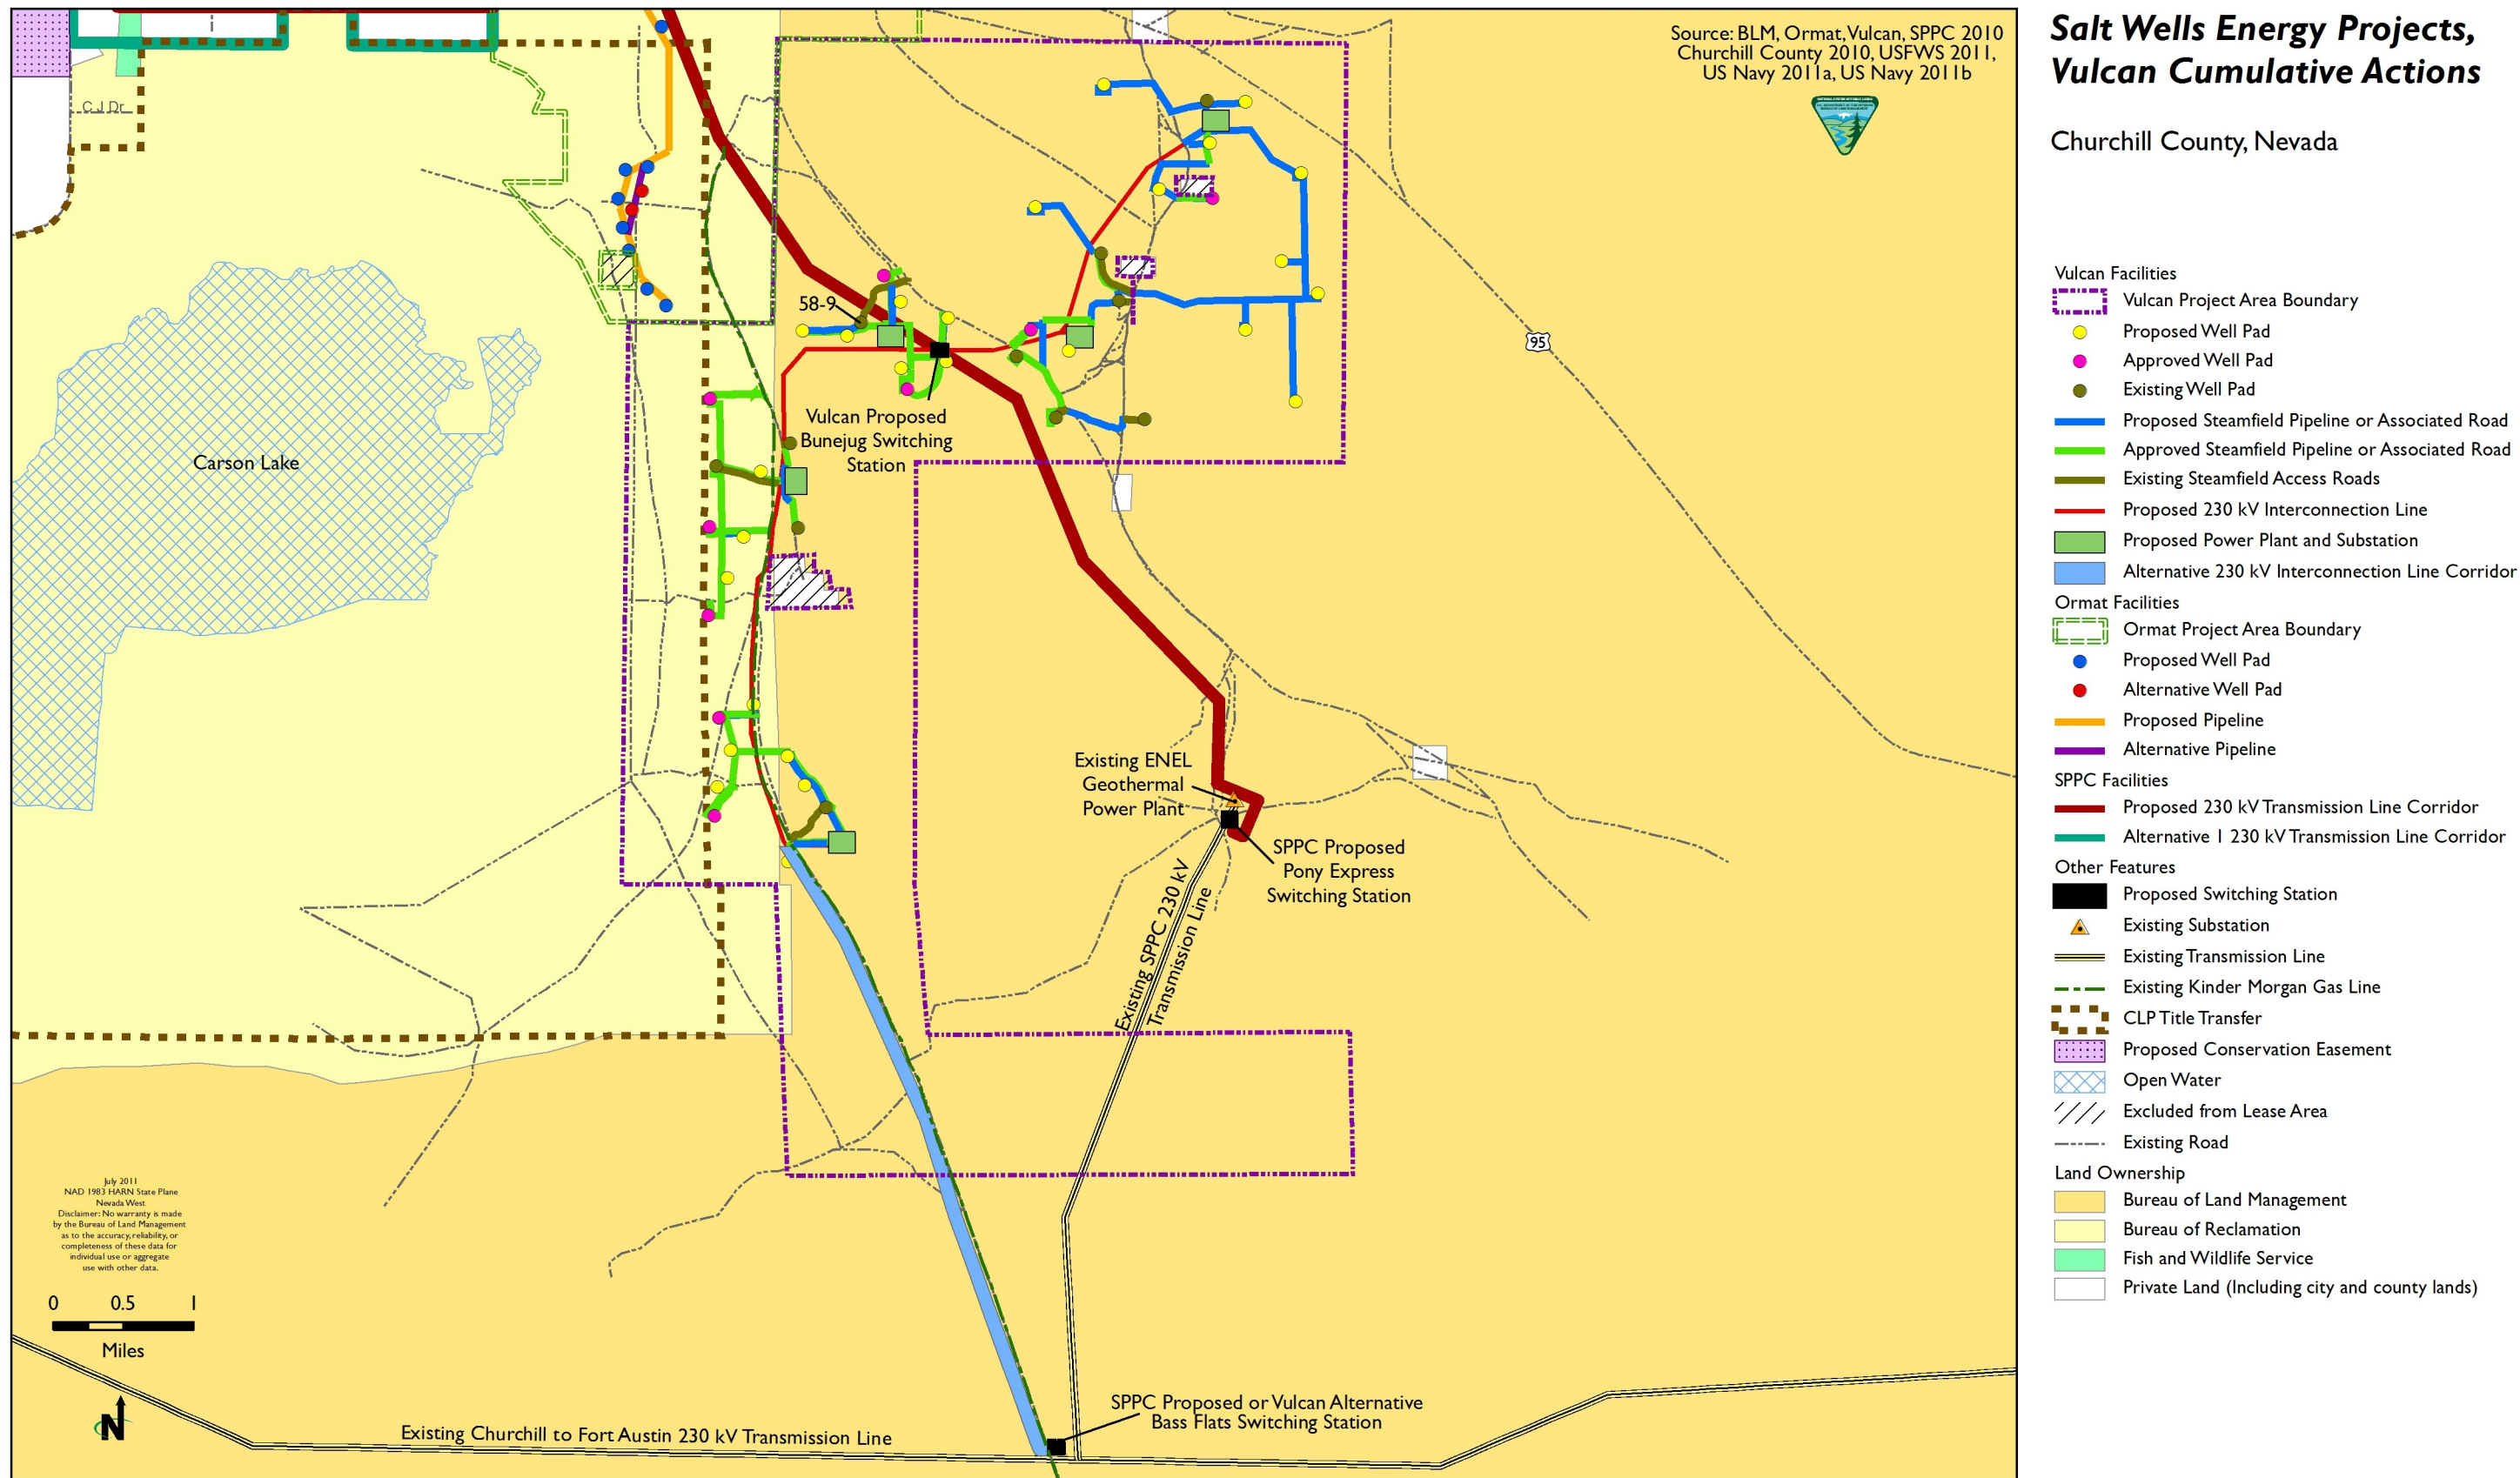 Source: BLM, Ormat, Vulcan, SPPC 2010
Churchill County 2010, USFWS 2011,
US Navy 2011a, US Navy 2011b
C J Dr
58-9
95
Vulcan Proposed
Bunejug Switching
Station
Carson Lake
Existing ENEL
Geothermal
Power Plant
SPPC Proposed
Pony Express
Switching Station
Existing SPPC 230 kV
Transmission Line
July 2011
NAD 1983 HARN State Plane
Nevada West
Disclaimer: No warranty is made
by the Bureau of Land Management
as to the accuracy, reliability, or
completeness of these data for
individual use or aggregate
use with other data.
0 0.5 1
Miles
N
SPPC Proposed or Vulcan Alternative
Bass Flats Switching Station
Existing Churchill to Fort Austin 230 kV Transmission Line
Salt Wells Energy Projects,
Vulcan Cumulative Actions
Churchill County, Nevada
Vulcan Facilities
Vulcan Project Area Boundary
Proposed Well Pad
Approved Well Pad
Existing Well Pad
Proposed Steamfield Pipeline or Associated Road
Approved Steamfield Pipeline or Associated Road
Existing Steamfield Access Roads
Proposed 230 kV Interconnection Line
Proposed Power Plant and Substation
Alternative 230 kV Interconnection Line Corridor
Ormat Facilities
Ormat Project Area Boundary
Proposed Well Pad
Alternative Well Pad
Proposed Pipeline
Alternative Pipeline
SPPC Facilities
Proposed 230 kV Transmission Line Corridor
Alternative 1 230 kV Transmission Line Corridor
Other Features
Proposed Switching Station
Existing Substation
Existing Transmission Line
Existing Kinder Morgan Gas Line
CLP Title Transfer
Proposed Conservation Easement
Open Water
Excluded from Lease Area
Existing Road
Land Ownership
Bureau of Land Management
Bureau of Reclamation
Fish and Wildlife Service
Private Land (Including city and county lands)